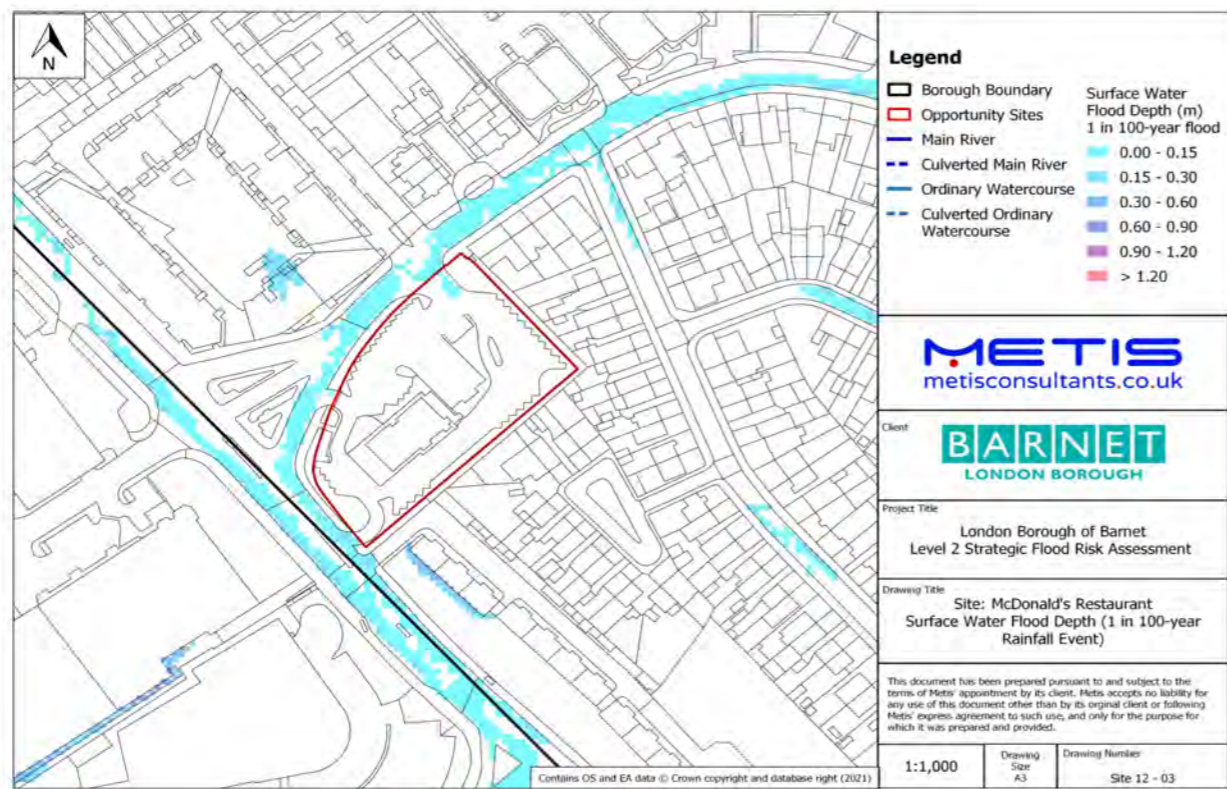 N
Legend
Borough Boundary
Opportunity Sites
Main River
Culverted Main River
Ordinary Watercourse
Culverted Ordinary
Watercourse
Surface Water
Flood Depth (m)
1 in 100-year flood
0.00 - 0.15
0.15 - 0.30
0.30 - 0.60
0.60 - 0.90
0.90 - 1.20
> 1.20
METIS
metisconsultants.co.uk
Client
BARNET
LONDON BOROUGH
Project Title
London Borough of Barnet
Level 2 Strategic Flood Risk Assessment
Drawing Title
Site: McDonald's Restaurant
Surface Water Flood Depth (1 in 100-year
Rainfall Event)
This document has been prepared pursuant to and subject to the
terms of Metis' appointment by its client. Metis accepts no liability for
any use of this document other than by its orginal client or following
Metis' express agreement to such use, and only for the purpose for
which it was prepared and provided.
1:1,000
Drawing
Size
A3
Drawing Number
Site 12 - 03
Contains OS and EA data © Crown copyright and database right (2021)